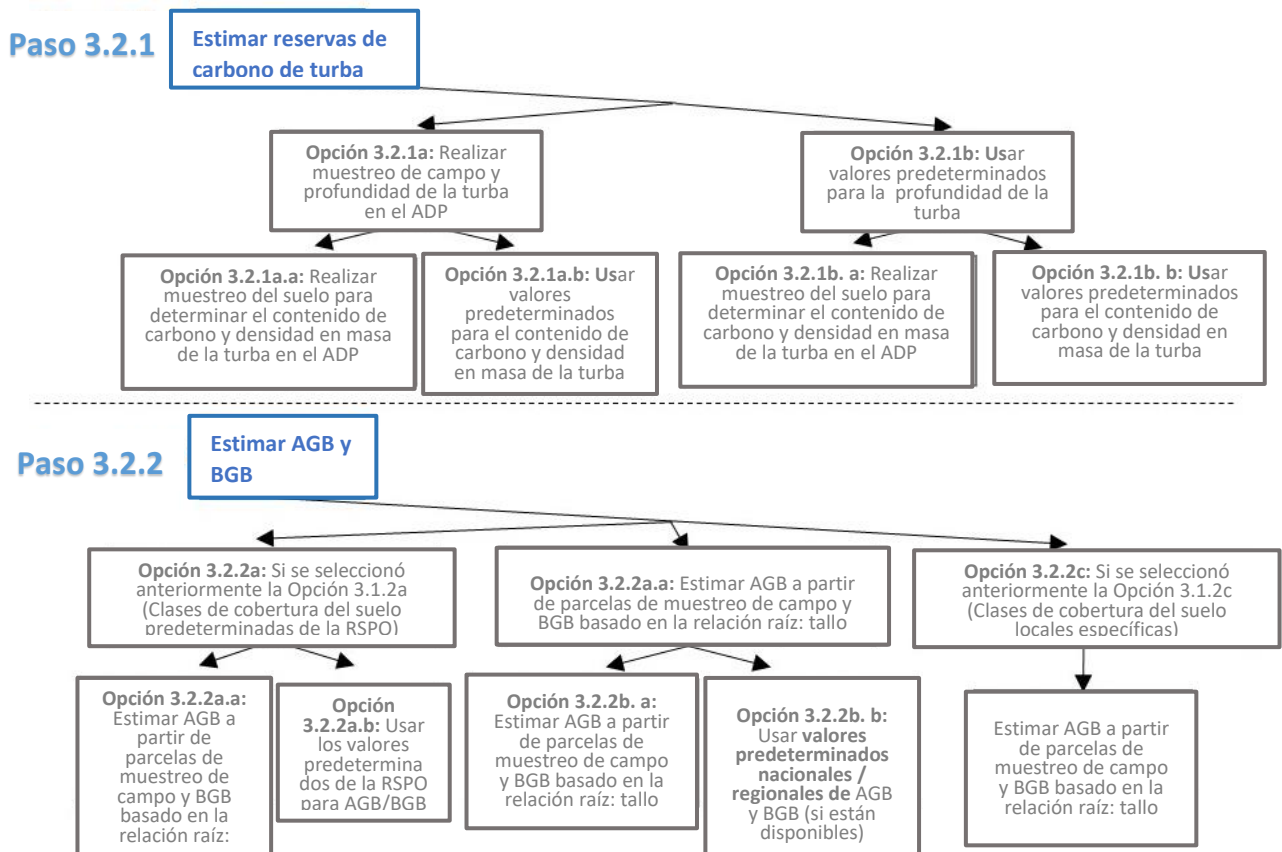 Paso 3.2.1
Estimar reservas de
carbono de turba
Opción 3.2.1a: Realizar
muestreo de campo y
profundidad de la turba
en el ADP
Opción 3.2.1b: Usar
valores predeterminados
para la profundidad de la
turba
Opción 3.2.1a.a: Realizar
muestreo del suelo para
determinar el contenido de
carbono y densidad en masa
de la turba en el ADP
Opción 3.2.1a.b: Usar
valores
predeterminados
para el contenido de
carbono y densidad
en masa de la turba
Opción 3.2.1b. a: Realizar
muestreo del suelo para
determinar el contenido de
carbono y densidad en masa
de la turba en el ADP
Opción 3.2.1b. b: Usar
valores predeterminados
para el contenido de
carbono y densidad en
masa de la turba
Paso 3.2.2
Estimar AGB y
BGB
Opción 3.2.2a: Si se seleccionó
anteriormente la Opción 3.1.2a
(Clases de cobertura del suelo
predeterminadas de la RSPO)
Opción 3.2.2a.a: Estimar AGB a partir
de parcelas de muestreo de campo y
BGB basado en la relación raíz: tallo
Opción 3.2.2c: Si se seleccionó
anteriormente la Opción 3.1.2c
(Clases de cobertura del suelo
locales específicas)
Opción 3.2.2a.a:
Estimar AGB a
partir de
parcelas de
muestreo de
campo y BGB
basado en la
relación raíz:
Opción
3.2.2a.b: Usar
los valores
predetermina
dos de la RSPO
para AGB/BGB
Opción 3.2.2b. a:
Estimar AGB a partir
de parcelas de
muestreo de campo
y BGB basado en la
relación raíz: tallo
Opción 3.2.2b. b:
Usar valores
predeterminados
nacionales /
regionales de AGB
y BGB (si están
disponibles)
Estimar AGB a partir
de parcelas de
muestreo de campo
y BGB basado en la
relación raíz: tallo